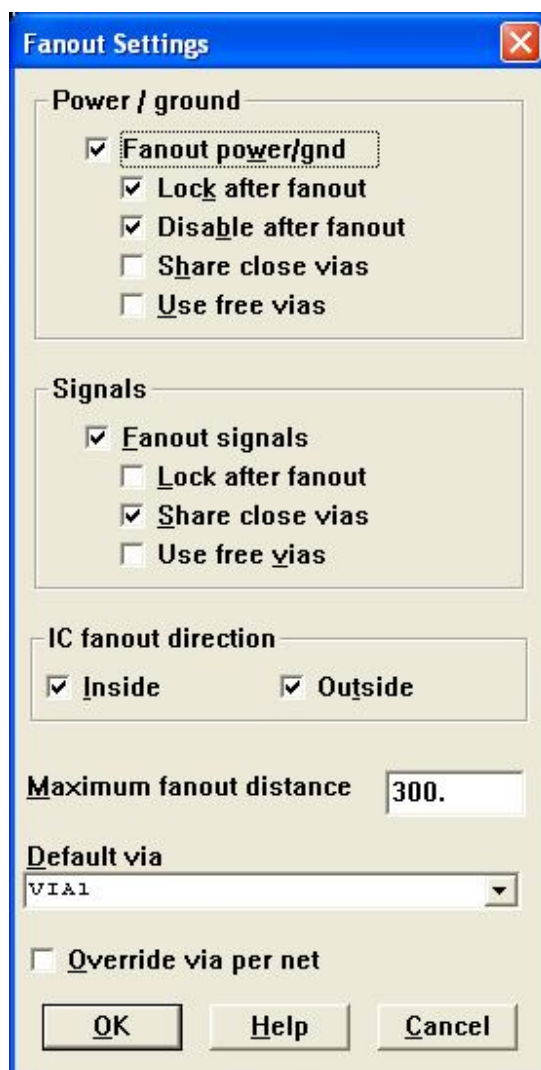 Fanout Settings
Power / ground
Fanout power/gnd
Lock after fanout
Disable after fanout
Share close vias
Use free vias
Signals
Fanout signals
Lock after fanout
Share close vias
Use free vias
IC fanout direction
Inside Outside
Maximum fanout distance 300.
Default via
VIA1
Override via per net
OK Help Cancel